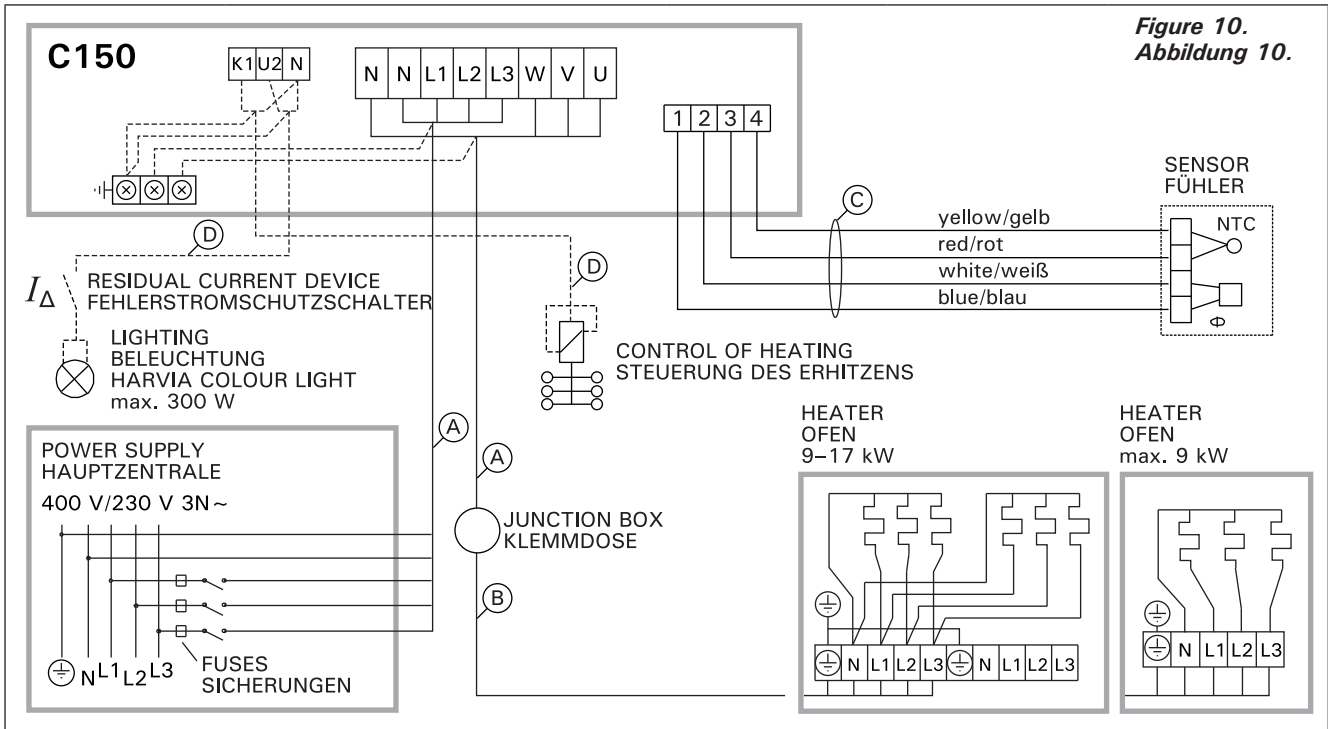 Figure 10.
Abbildung 10.
C150
K1 U2 N
N N L1 L2 L3 W V U
1 2 3 4
SENSOR
FÜHLER
C
yellow/gelb
NTC
red/rot
white/weiß
blue/blau
D
D
I∆
RESIDUAL CURRENT DEVICE
FEHLERSTROMSCHUTZSCHALTER
LIGHTING
BELEUCHTUNG
HARVIA COLOUR LIGHT
max. 300 W
CONTROL OF HEATING
STEUERUNG DES ERHITZENS
A
A
POWER SUPPLY
HAUPTZENTRALE
400 V/230 V 3N~
JUNCTION BOX
KLEMMDOSE
B
N L1 L2 L3
FUSES
SICHERUNGEN
HEATER
OFEN
9–17 kW
N L1 L2 L3 N L1 L2 L3
HEATER
OFEN
max. 9 kW
N L1 L2 L3